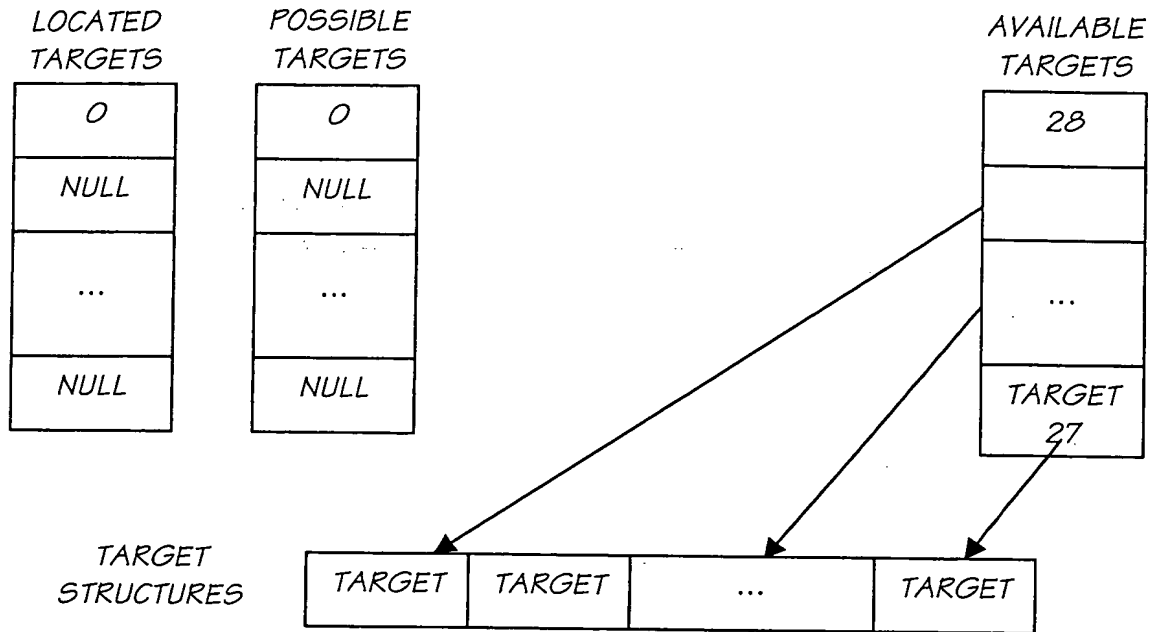 LOCATED
TARGETS
0
NULL
...
NULL
POSSIBLE
TARGETS
0
NULL
...
NULL
AVAILABLE
TARGETS
28
...
TARGET
27
TARGET
STRUCTURES
TARGET
TARGET
...
TARGET